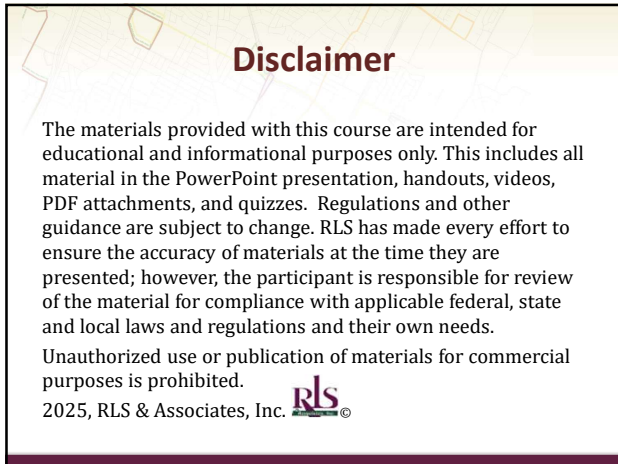 Disclaimer
The materials provided with this course are intended for
educational and informational purposes only. This includes all
material in the PowerPoint presentation, handouts, videos,
PDF attachments, and quizzes.  Regulations and other
guidance are subject to change. RLS has made every effort to
ensure the accuracy of materials at the time they are
presented; however, the participant is responsible for review
of the material for compliance with applicable federal, state
and local laws and regulations and their own needs.
Unauthorized use or publication of materials for commercial
purposes is prohibited.
2025, RLS & Associates, Inc. RLS ©